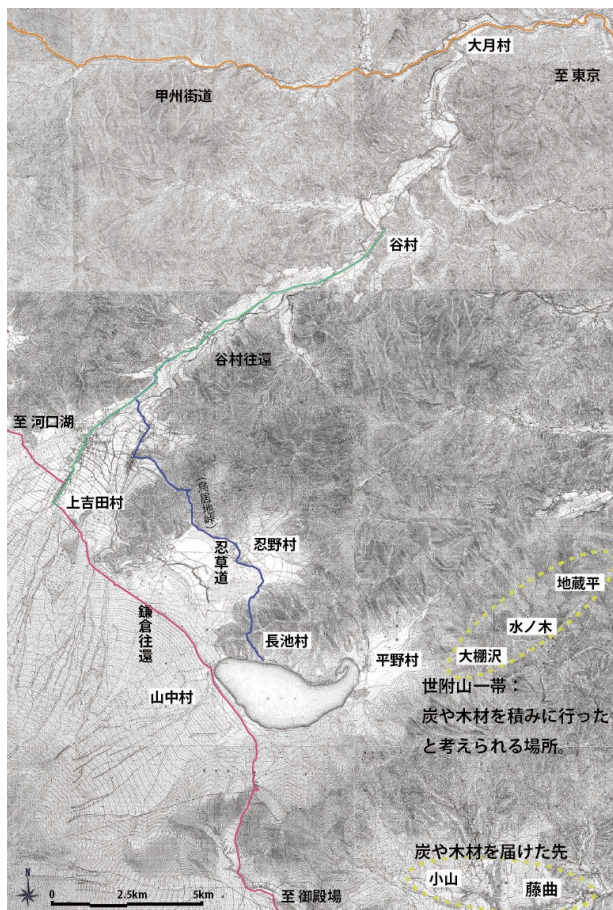 大月村
至 東京
甲州街道
谷村
谷村往還
至 河口湖
上吉田村
(鳥居地峠)
忍草道
忍野村
鎌倉往還
長池村
平野村
山中村
地蔵平
水ノ木
大棚沢
世附山一帯：
炭や木材を積みに行った
と考えられる場所。
炭や木材を届けた先
小山
藤曲
至 御殿場
N
0 2.5km 5km